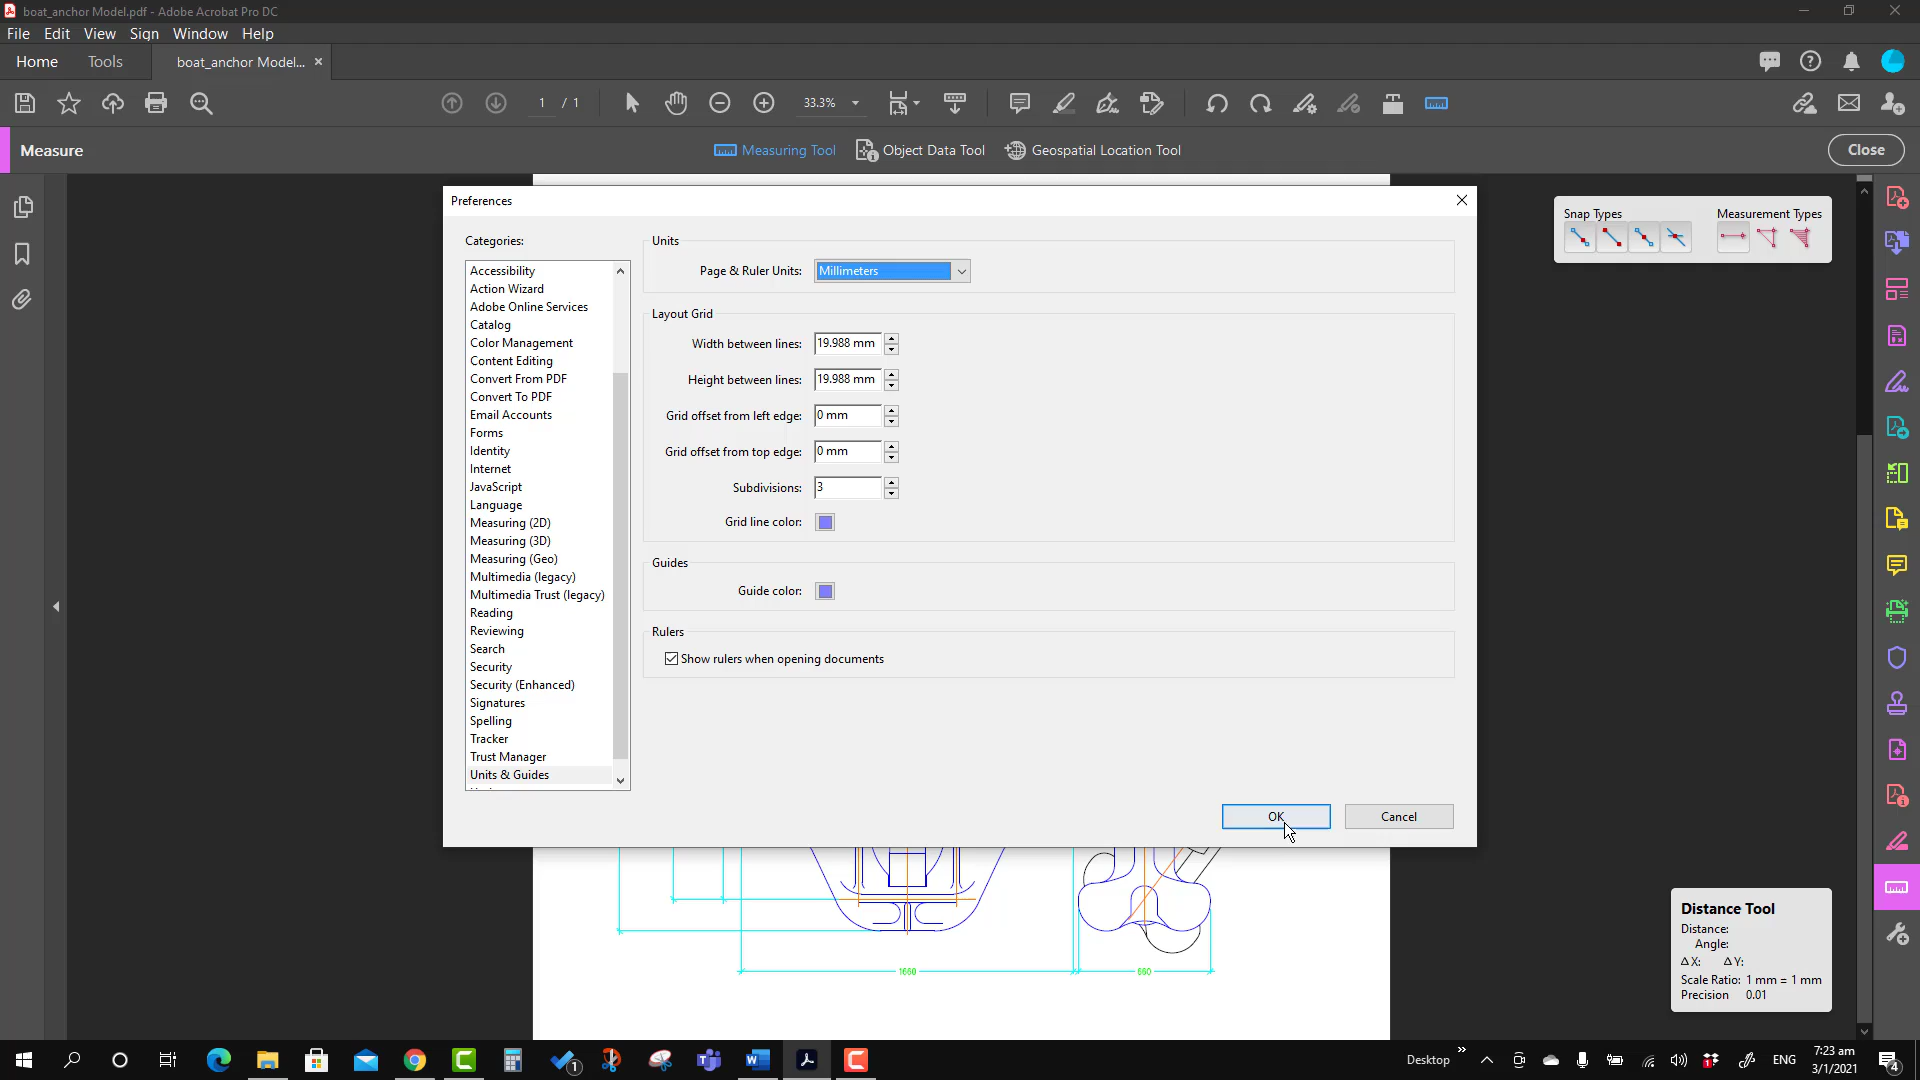 boat_anchor Model.pdf - Adobe Acrobat Pro DC
File Edit View Sign Window Help
Home Tools boat_anchor Model... ×
1 / 1 33.3%
Measure Measuring Tool Object Data Tool Geospatial Location Tool Close
Preferences
Snap Types Measurement Types
Categories:
Accessibility
Action Wizard
Adobe Online Services
Catalog
Color Management
Content Editing
Convert From PDF
Convert To PDF
Email Accounts
Forms
Identity
Internet
JavaScript
Language
Measuring (2D)
Measuring (3D)
Measuring (Geo)
Multimedia (legacy)
Multimedia Trust (legacy)
Reading
Reviewing
Search
Security
Security (Enhanced)
Signatures
Spelling
Tracker
Trust Manager
Units & Guides
Units
Page & Ruler Units: Millimeters
Layout Grid
Width between lines: 19.988 mm
Height between lines: 19.988 mm
Grid offset from left edge: 0 mm
Grid offset from top edge: 0 mm
Subdivisions: 3
Grid line color:
Guides
Guide color:
Rulers
Show rulers when opening documents
OK Cancel
1660 660
Distance Tool
Distance:
Angle:
Δ X: Δ Y:
Scale Ratio: 1 mm = 1 mm
Precision 0.01
1
Desktop » ENG 7:23 am
3/1/2021 4